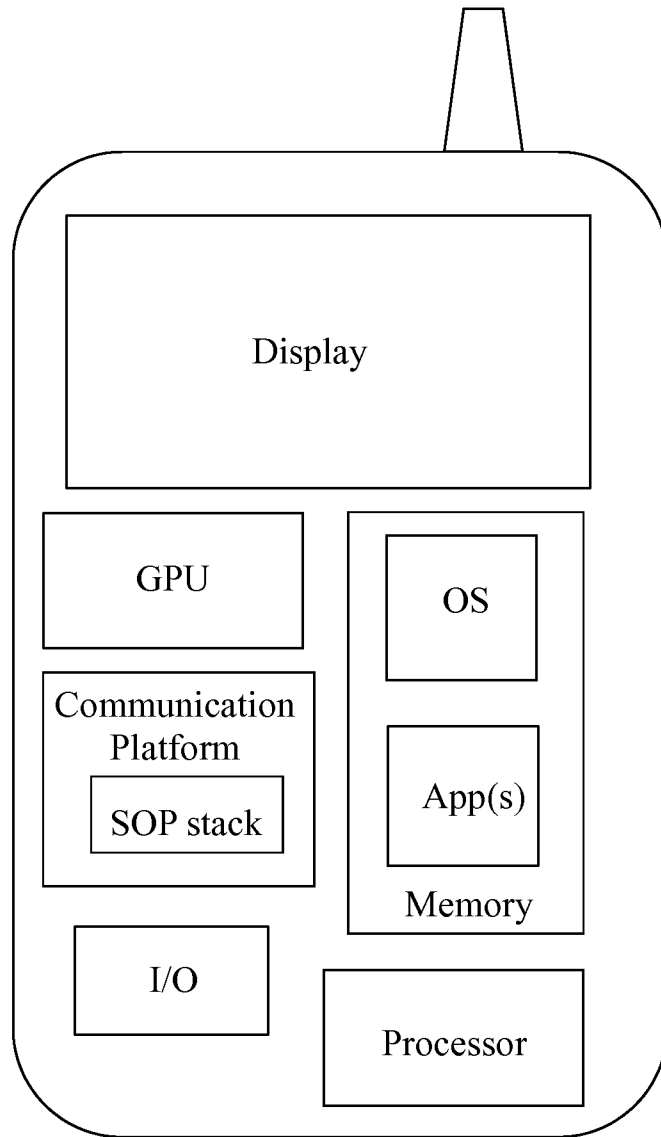 Display
GPU
OS
Communication
Platform
SOP stack
App(s)
Memory
I/O
Processor